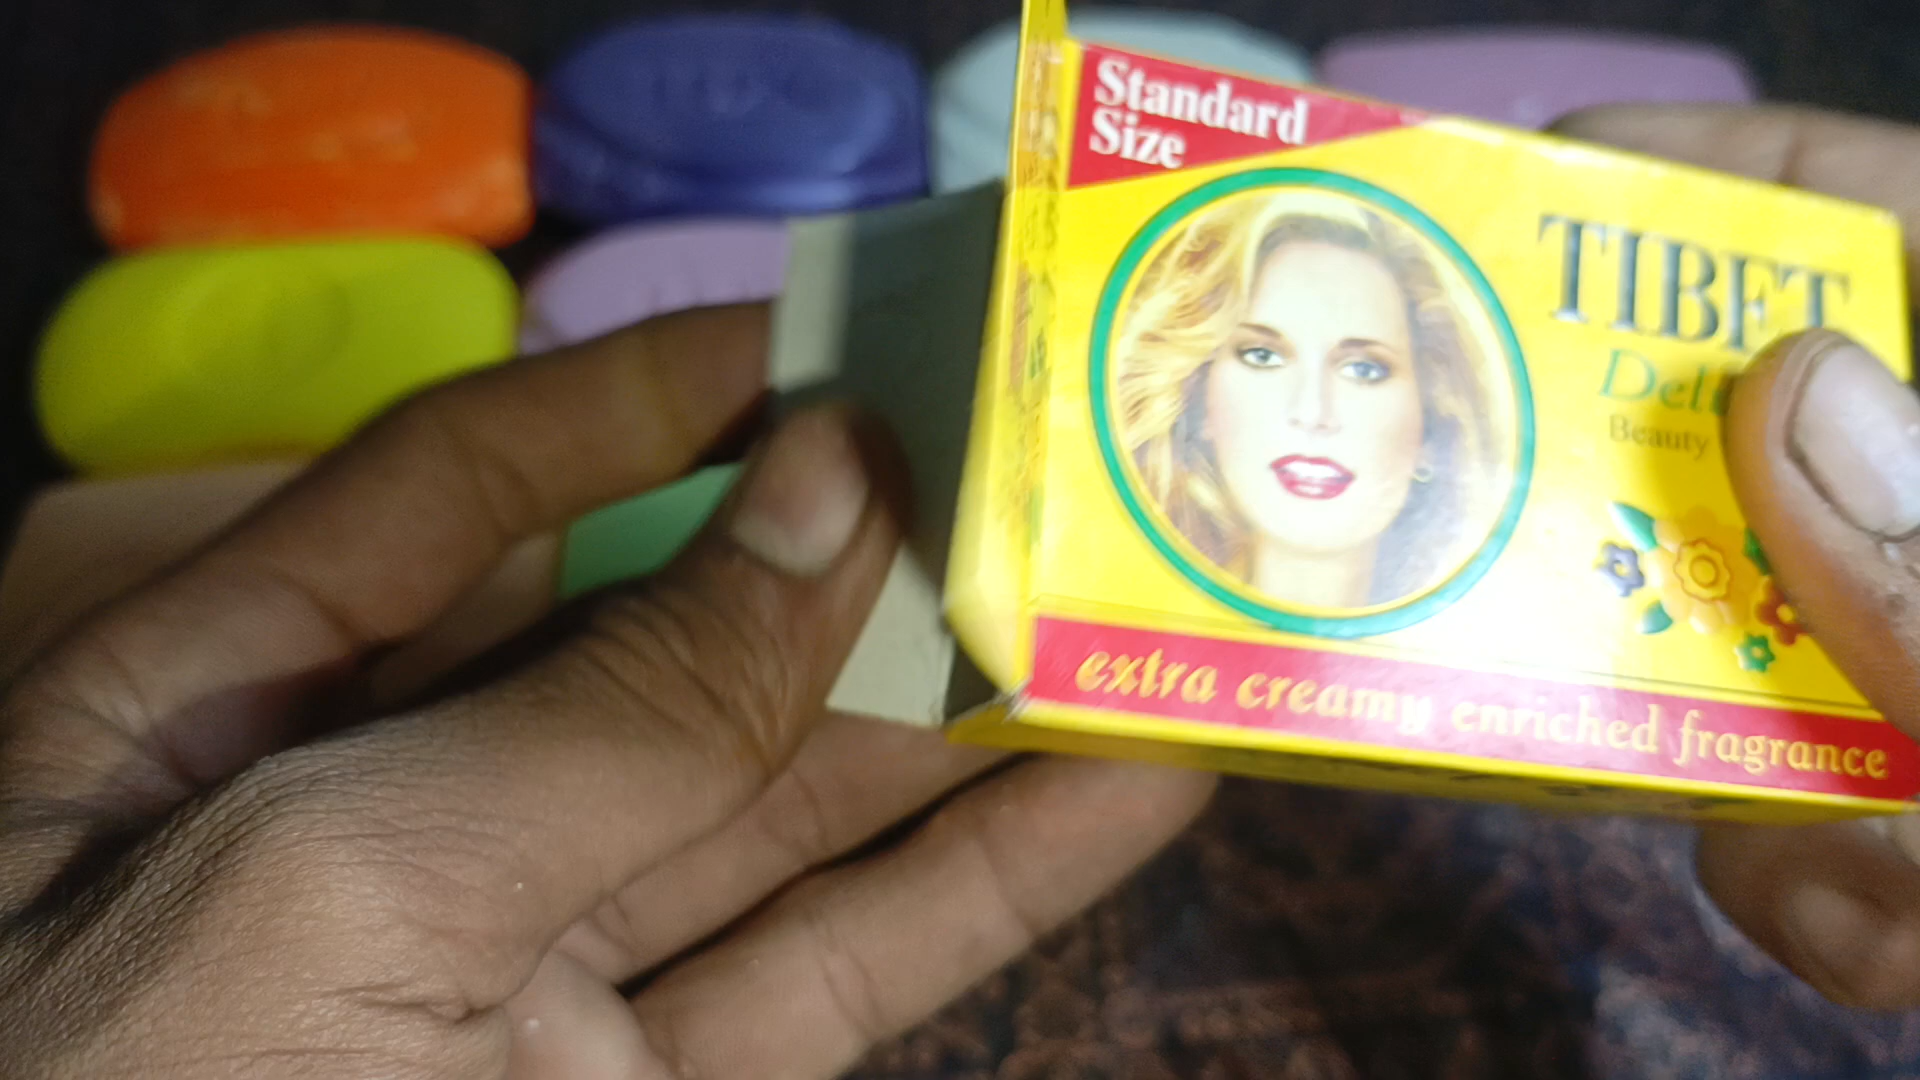 Standard
Size
TIBET
Beauty
extra creamy enriched fragrance